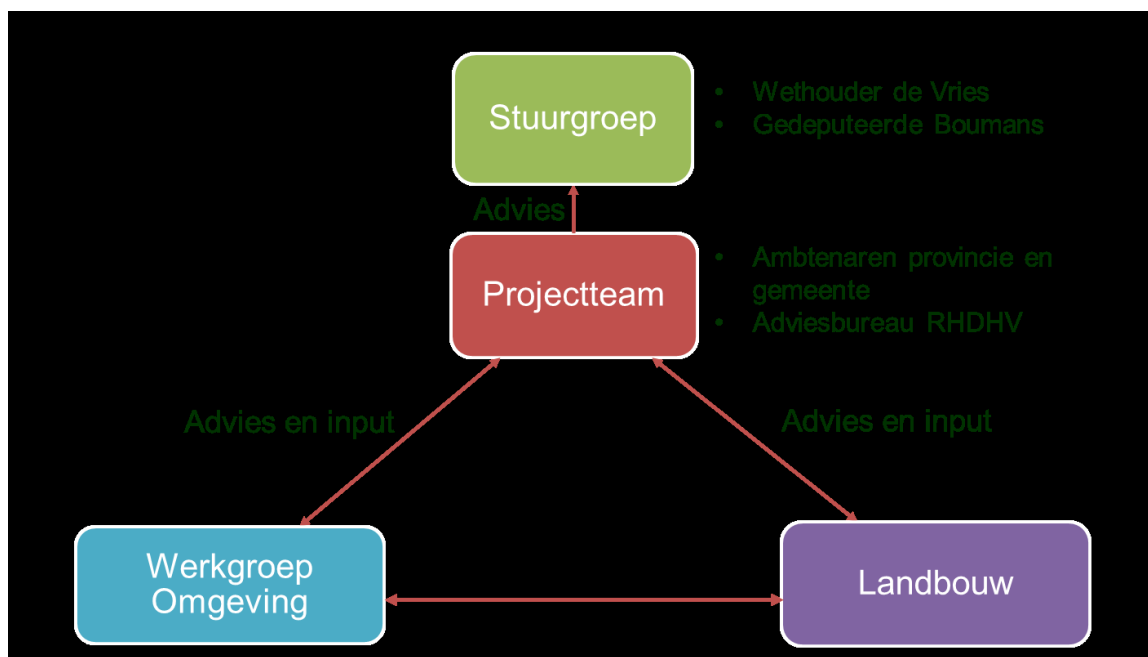 Stuurgroep
• Wethouder de Vries
• Gedeputeerde Boumans
Advies
Projectteam
• Ambtenaren provincie en
gemeente
• Adviesbureau RHDHV
Advies en input
Advies en input
Werkgroep
Omgeving
Landbouw